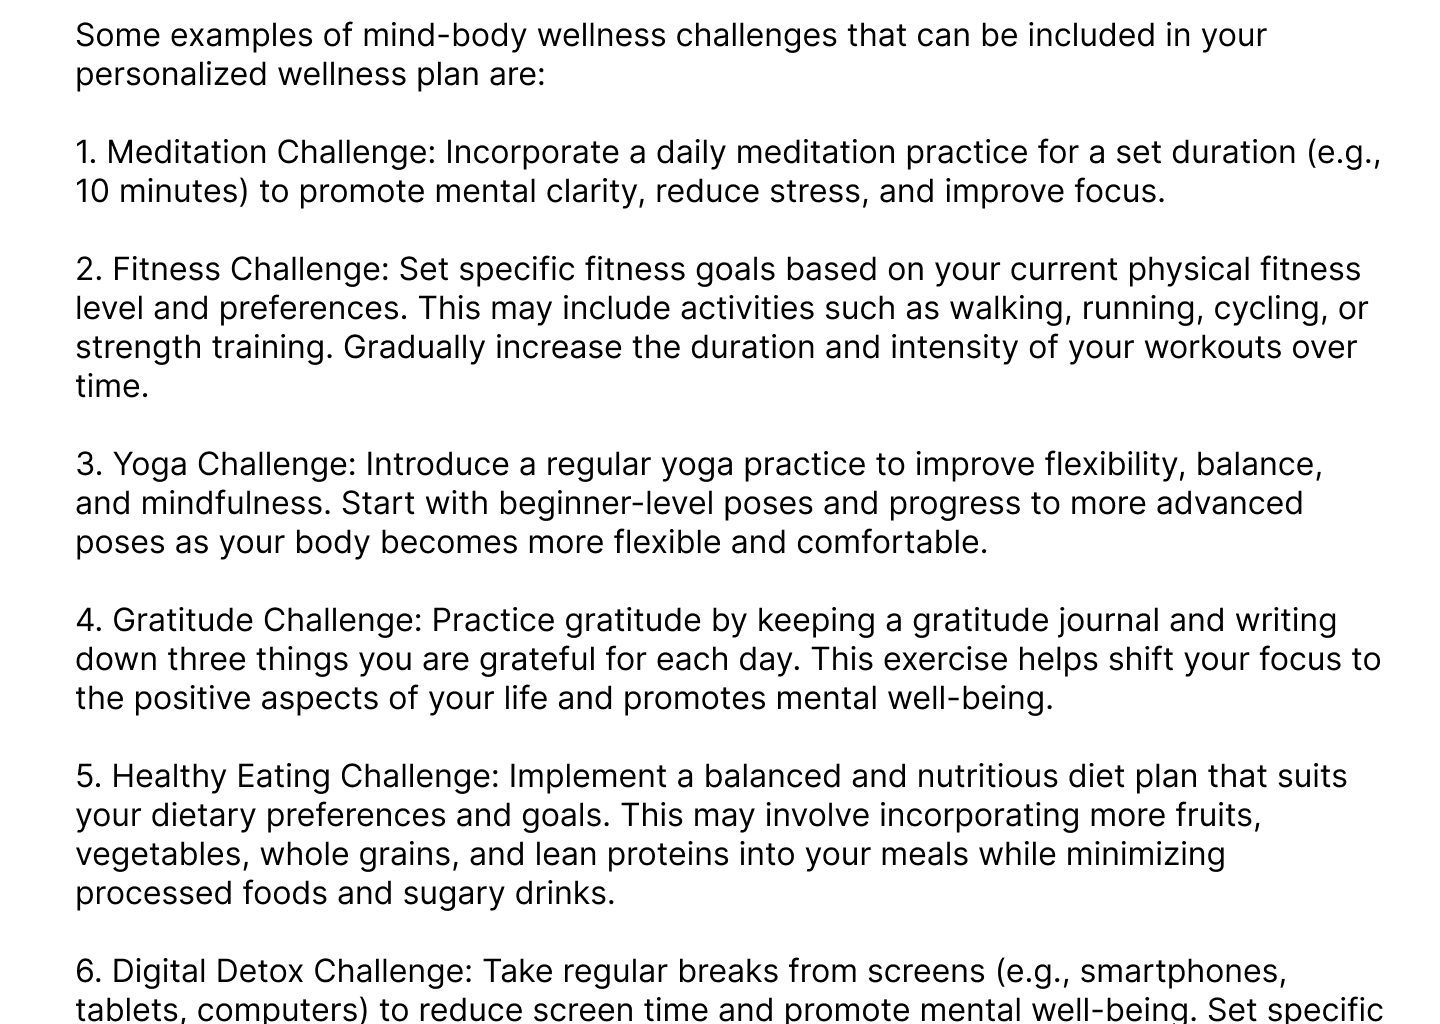 Some examples of mind-body wellness challenges that can be included in your
personalized wellness plan are:
1. Meditation Challenge: Incorporate a daily meditation practice for a set duration (e.g.,
10 minutes) to promote mental clarity, reduce stress, and improve focus.
2. Fitness Challenge: Set specific fitness goals based on your current physical fitness
level and preferences. This may include activities such as walking, running, cycling, or
strength training. Gradually increase the duration and intensity of your workouts over
time.
3. Yoga Challenge: Introduce a regular yoga practice to improve flexibility, balance,
and mindfulness. Start with beginner-level poses and progress to more advanced
poses as your body becomes more flexible and comfortable.
4. Gratitude Challenge: Practice gratitude by keeping a gratitude journal and writing
down three things you are grateful for each day. This exercise helps shift your focus to
the positive aspects of your life and promotes mental well-being.
5. Healthy Eating Challenge: Implement a balanced and nutritious diet plan that suits
your dietary preferences and goals. This may involve incorporating more fruits,
vegetables, whole grains, and lean proteins into your meals while minimizing
processed foods and sugary drinks.
6. Digital Detox Challenge: Take regular breaks from screens (e.g., smartphones,
tablets, computers) to reduce screen time and promote mental well-being. Set specific